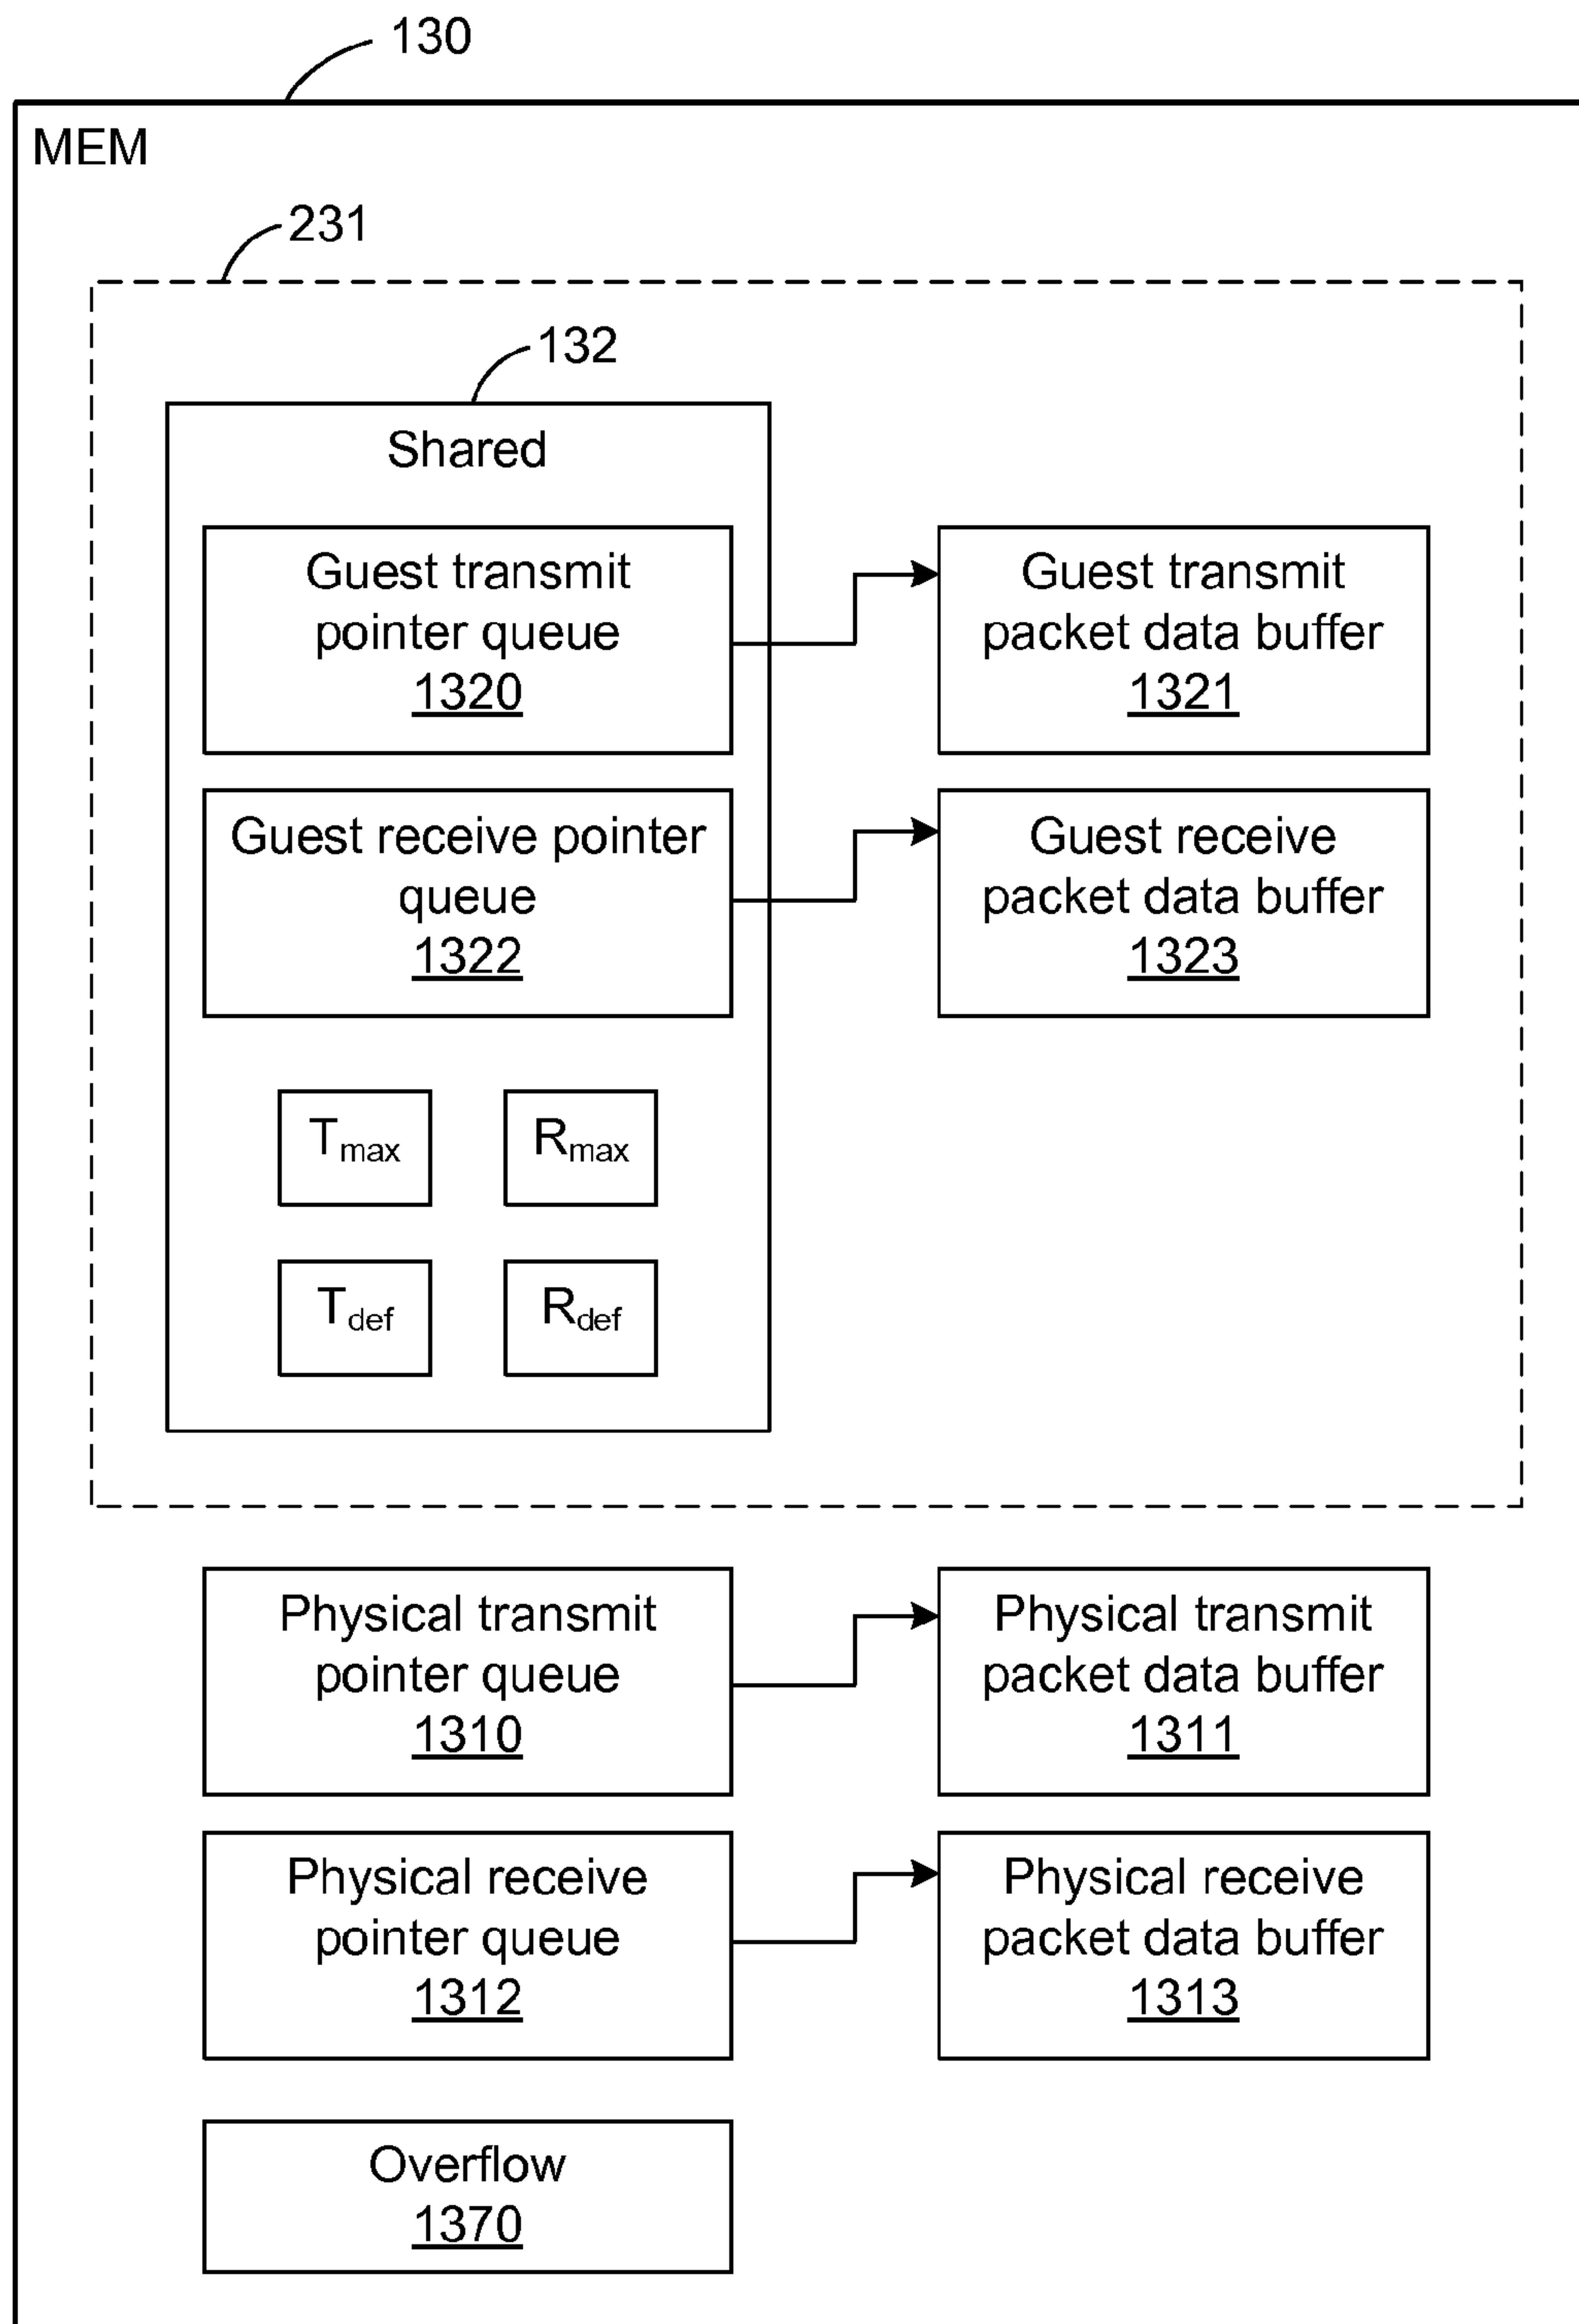 130
MEM
231
132
Shared
Guest transmit
pointer queue
1320
Guest transmit
packet data buffer
1321
Guest receive pointer
queue
1322
Guest receive
packet data buffer
1323
Tmax
Rmax
Tdef
Rdef
Physical transmit
pointer queue
1310
Physical transmit
packet data buffer
1311
Physical receive
pointer queue
1312
Physical receive
packet data buffer
1313
Overflow
1370